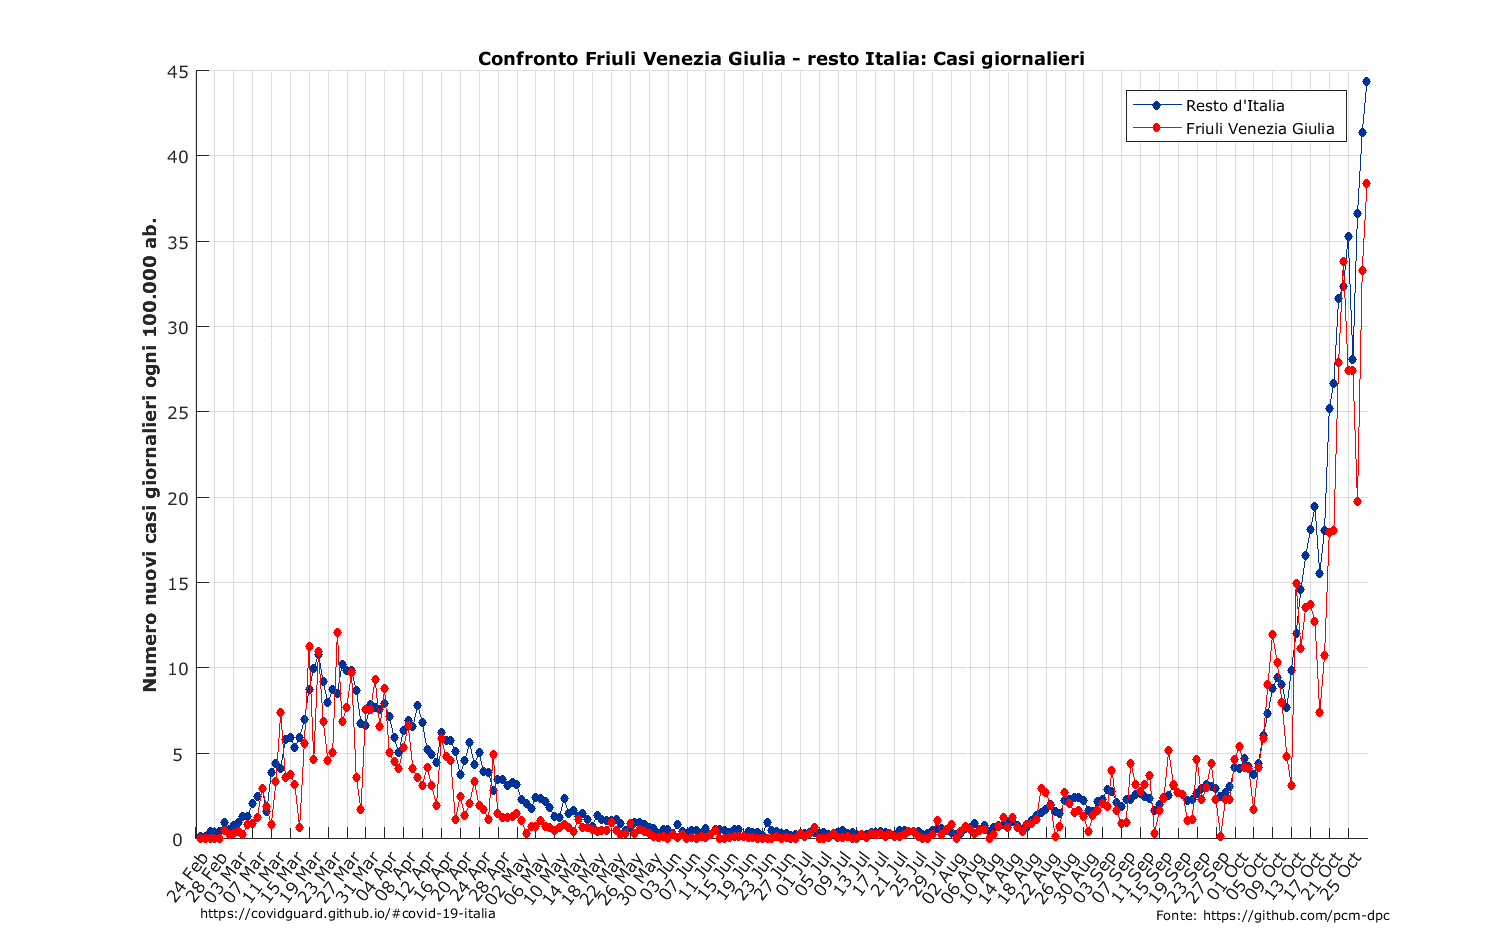 Confronto Friuli Venezia Giulia - resto Italia: Casi giornalieri
Resto d'Italia
Friuli Venezia Giulia
Numero nuovi casi giornalieri ogni 100.000 ab.
45
40
35
30
25
20
15
10
5
0
24 Feb
28 Feb
03 Mar
07 Mar
11 Mar
15 Mar
19 Mar
23 Mar
27 Mar
31 Mar
04 Apr
08 Apr
12 Apr
16 Apr
20 Apr
24 Apr
28 Apr
02 May
06 May
10 May
14 May
18 May
22 May
26 May
30 May
03 Jun
07 Jun
11 Jun
15 Jun
19 Jun
23 Jun
27 Jun
01 Jul
05 Jul
09 Jul
13 Jul
17 Jul
21 Jul
25 Jul
29 Jul
02 Aug
06 Aug
10 Aug
14 Aug
18 Aug
22 Aug
26 Aug
30 Aug
03 Sep
07 Sep
11 Sep
15 Sep
19 Sep
23 Sep
27 Sep
01 Oct
05 Oct
09 Oct
13 Oct
17 Oct
21 Oct
25 Oct
https://covidguard.github.io/#covid-19-italia
Fonte: https://github.com/pcm-dpc